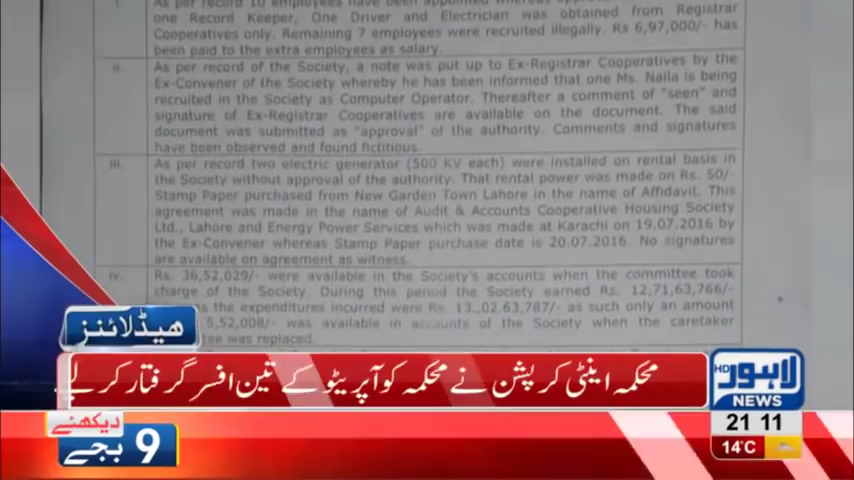 i. As per record 10 employees have been appointed whereas approval
one Record Keeper, One Driver and Electrician was obtained from Registrar
Cooperatives only. Remaining 7 employees were recruited illegally. Rs 6,97,000/- has
been paid to the extra employees as salary.
ii. As per record of the Society, a note was put up to Ex-Registrar Cooperatives by the
Ex-Convener of the Society whereby he has been informed that one Ms. Naila is being
recruited in the Society as Computer Operator. Thereafter a comment of "seen" and
signature of Ex-Registrar Cooperatives are available on the document. The said
document was submitted as "approval" of the authority. Comments and signatures
have been observed and found fictitious.
iii. As per record two electric generator (500 KV each) were installed on rental basis in
the Society without approval of the authority. That rental power was made on Rs. 50/-
Stamp Paper purchased from New Garden Town Lahore in the name of Affidavit. This
agreement was made in the name of Audit & Accounts Cooperative Housing Society
Ltd., Lahore and Energy Power Services which was made at Karachi on 19.07.2016 by
the Ex-Convener whereas Stamp Paper purchase date is 20.07.2016. No signatures
are available on agreement as witness.
iv. Rs. 36,52,029/- were available in the Society's accounts when the committee took
charge of the Society. During this period the Society earned Rs. 12,71,63,766/-
the expenditures incurred were Rs. 13,,02,63,787/- as such only an amount
5,52,008/- was available in accounts of the Society when the caretaker
was replaced.
ہیڈلائنز
محکمہ اینٹی کرپشن نے محکمہ کوآپریٹو کے تین افسر گرفتار کر لیے
HD لاہور
NEWS
دیکھئے
9 بجے
21 11
14°C